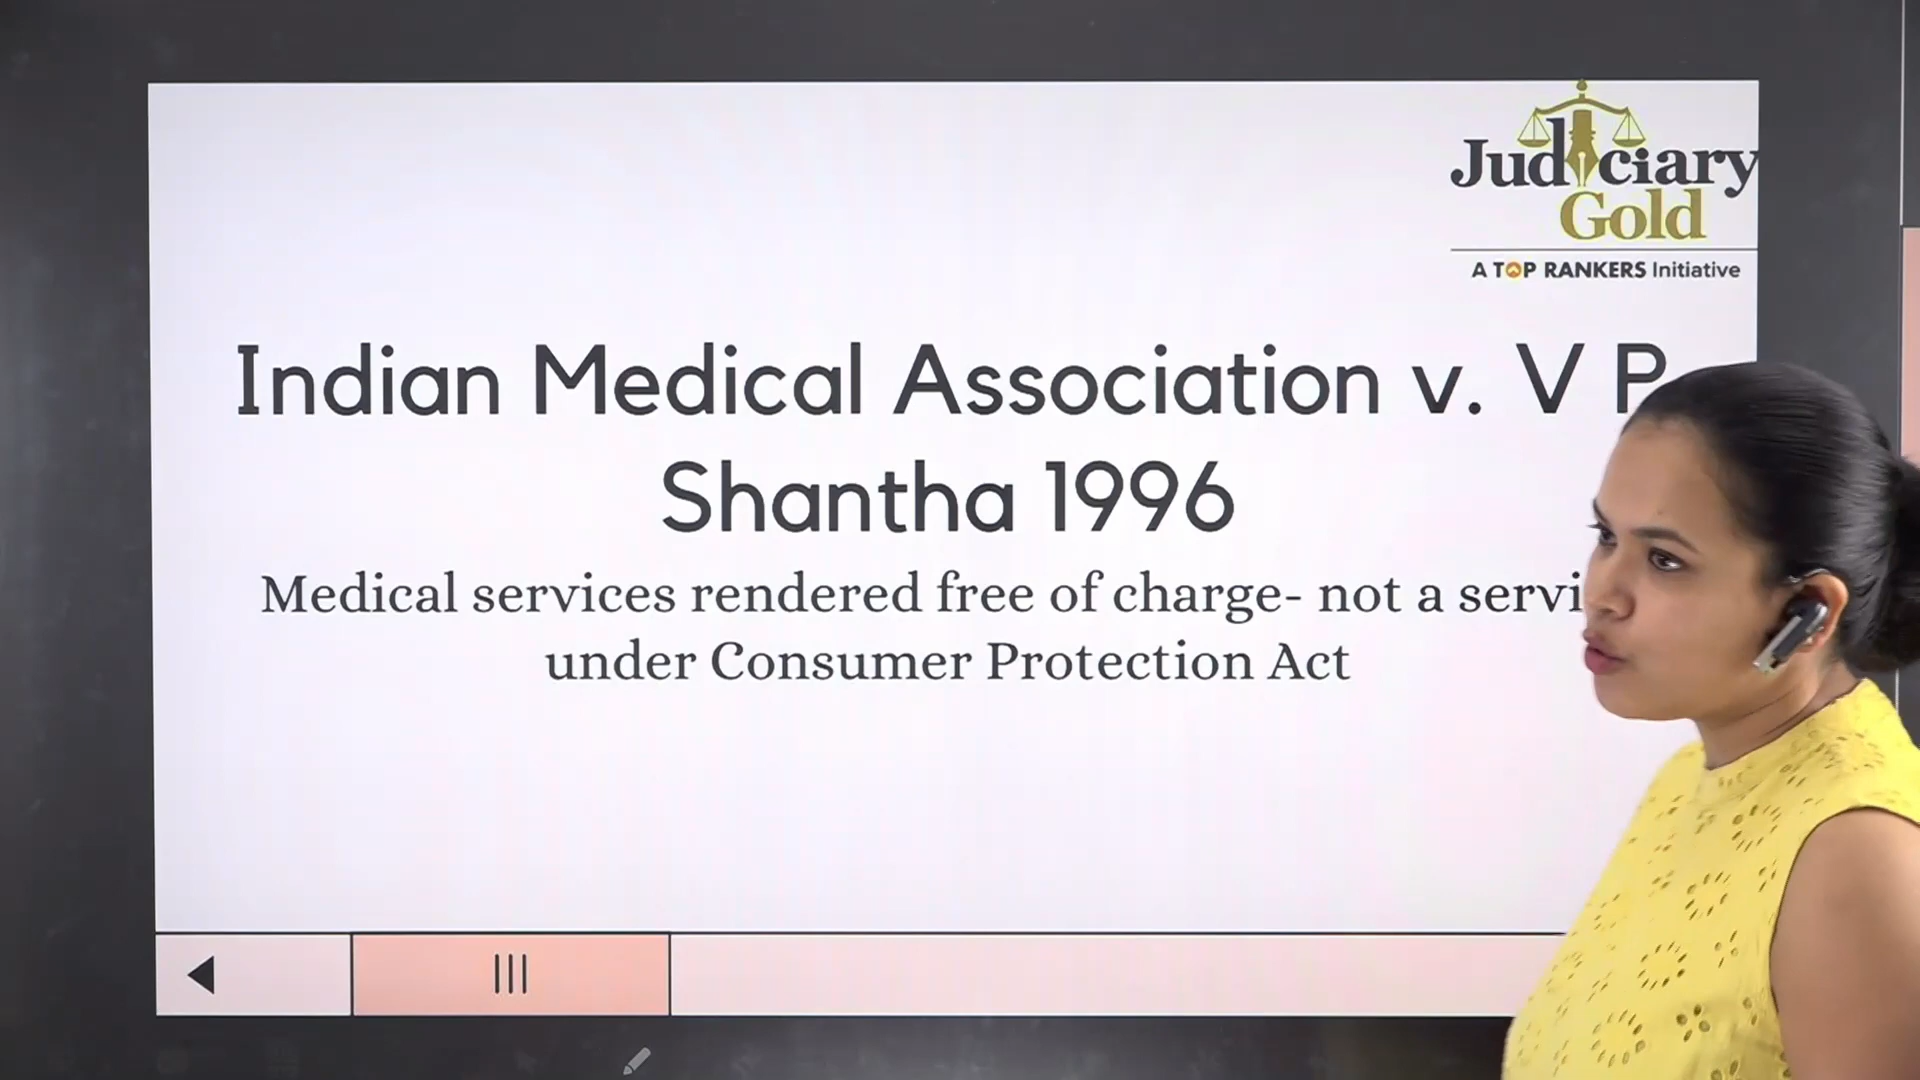 Judiciary
Gold
A TOP RANKERS Initiative
Indian Medical Association v. V P
Shantha 1996
Medical services rendered free of charge- not a
under Consumer Protection Act